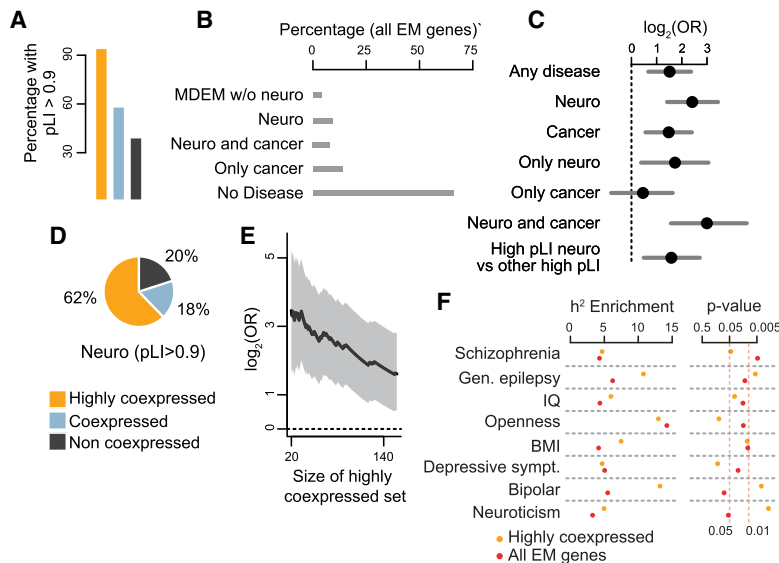 A
Percentage with
pLI > 0.9
90
60
30
B
Percentage (all EM genes)`
0
25
50
75
MDEM w/o neuro
Neuro
Neuro and cancer
Only cancer
No Disease
C
log2(OR)
0 1 2 3
Any disease
Neuro
Cancer
Only neuro
Only cancer
Neuro and cancer
High pLI neuro
vs other high pLI
D
20%
62%
18%
Neuro (pLI>0.9)
Highly coexpressed
Coexpressed
Non coexpressed
E
log2(OR)
5
3
1
0
20
140
Size of highly
coexpressed set
F
h² Enrichment
p-value
0 5 10 15
0.5 0.05 0.005
Schizophrenia
Gen. epilepsy
IQ
Openness
BMI
Depressive sympt.
Bipolar
Neuroticism
0.05 0.01
Highly coexpressed
All EM genes